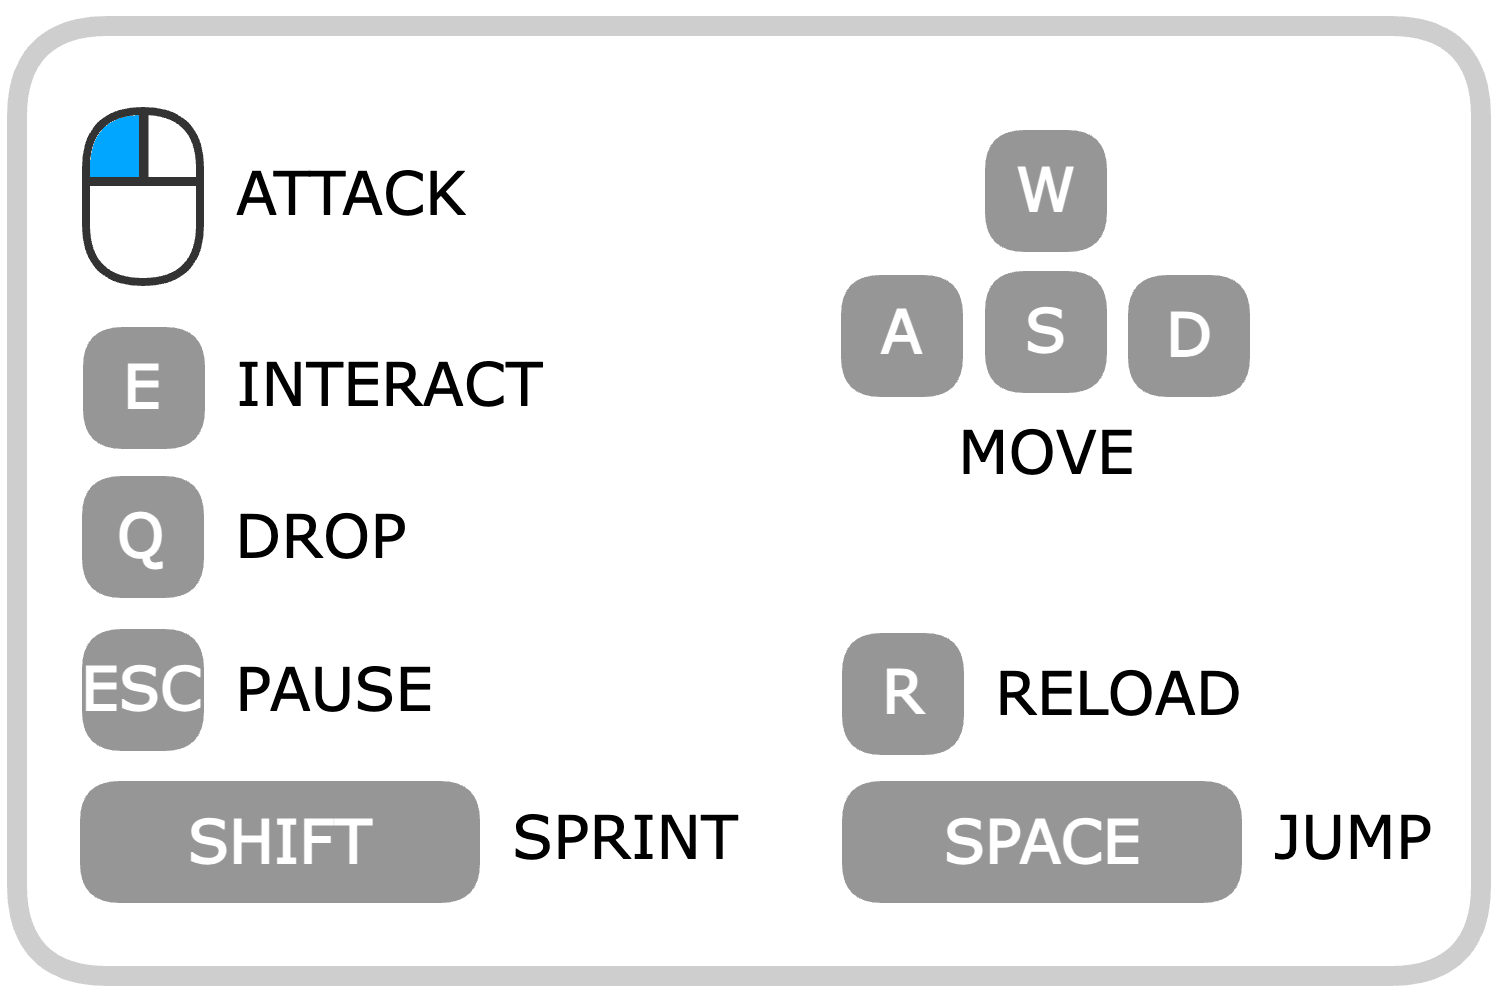 ATTACK
E INTERACT
Q DROP
ESC PAUSE
SHIFT SPRINT
W
A S D
MOVE
R RELOAD
SPACE JUMP